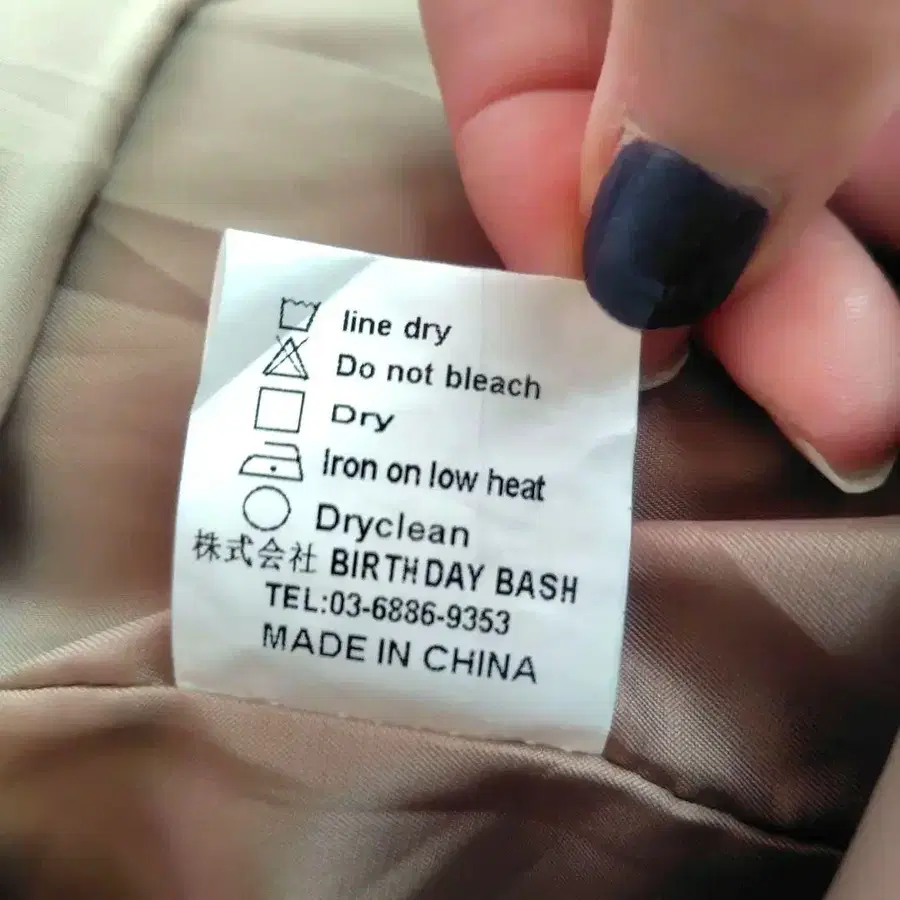 line dry
Do not bleach
Dry
Iron on low heat
Dryclean
株式会社 BIRTHDAY BASH
TEL:03-6886-9353
MADE IN CHINA